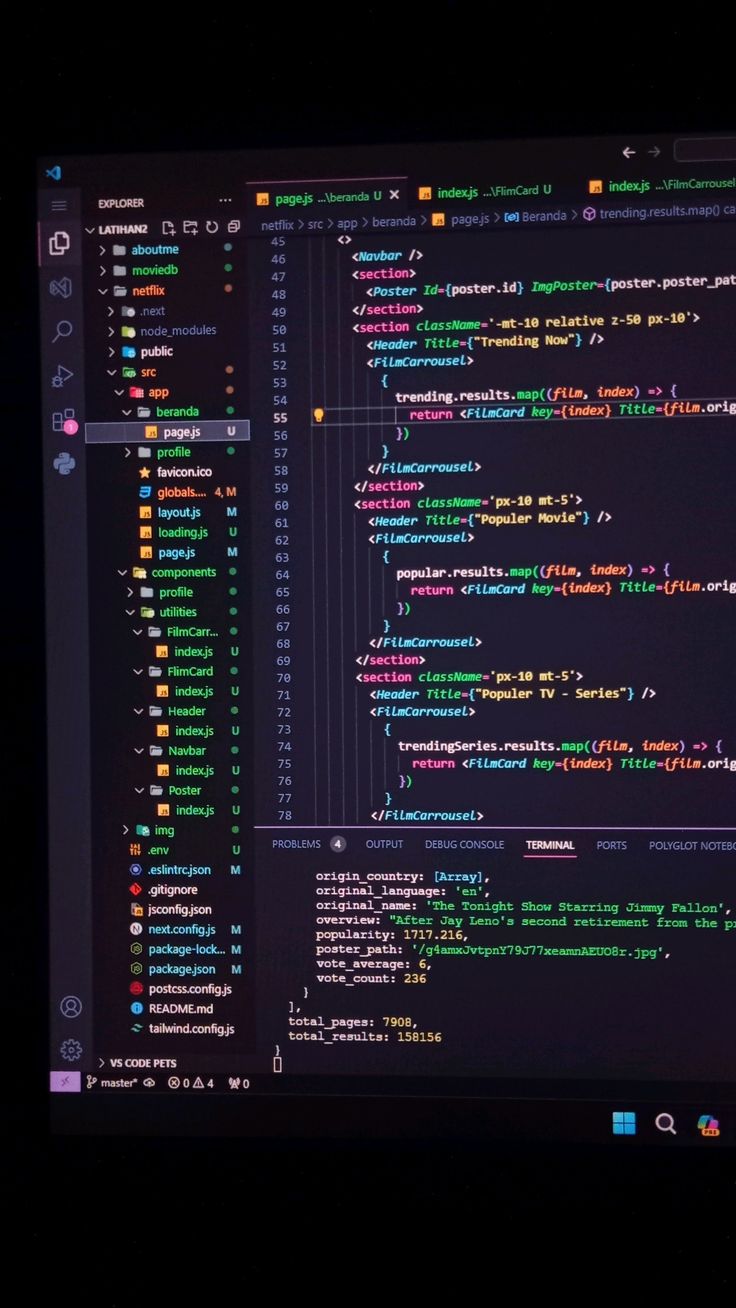 EXPLORER
...
LATIHAN2
aboutme
moviedb
netflix
.next
node_modules
public
src
app
beranda
page.js U
profile
favicon.ico
globals.... 4, M
layout.js M
loading.js U
page.js M
components
profile
utilities
FilmCarr...
index.js U
FlimCard
index.js U
Header
index.js U
Navbar
index.js U
Poster
index.js U
img
.env U
.eslintrc.json M
.gitignore
jsconfig.json
next.config.js M
package-lock... M
package.json M
postcss.config.js
README.md
tailwind.config.js
VS CODE PETS
page.js ...\beranda U
index.js ...\FlimCard U
index.js ...\FilmCarrousel
netflix > src > app > beranda > page.js > Beranda > trending.results.map() ca
45 <>
46 <Navbar />
47 <section>
48 <Poster Id={poster.id} ImgPoster={poster.poster_pat
49 </section>
50 <section className='-mt-10 relative z-50 px-10'>
51 <Header Title={"Trending Now"} />
52 <FilmCarrousel>
53 {
54 trending.results.map((film, index) => {
55 return <FilmCard key={index} Title={film.orig
56 })
57 }
58 </FilmCarrousel>
59 </section>
60 <section className='px-10 mt-5'>
61 <Header Title={"Populer Movie"} />
62 <FilmCarrousel>
63 {
64 popular.results.map((film, index) => {
65 return <FilmCard key={index} Title={film.orig
66 })
67 }
68 </FilmCarrousel>
69 </section>
70 <section className='px-10 mt-5'>
71 <Header Title={"Populer TV - Series"} />
72 <FilmCarrousel>
73 {
74 trendingSeries.results.map((film, index) => {
75 return <FilmCard key={index} Title={film.orig
76 })
77 }
78 </FilmCarrousel>
PROBLEMS 4 OUTPUT DEBUG CONSOLE TERMINAL PORTS POLYGLOT NOTEBO
origin_country: [Array],
original_language: 'en',
original_name: 'The Tonight Show Starring Jimmy Fallon',
overview: "After Jay Leno's second retirement from the p
popularity: 1717.216,
poster_path: '/g4amxJvtpnY79J77xeamnAEUO8r.jpg',
vote_average: 6,
vote_count: 236
}
],
total_pages: 7908,
total_results: 158156
}
master* 0 4 0
PRE